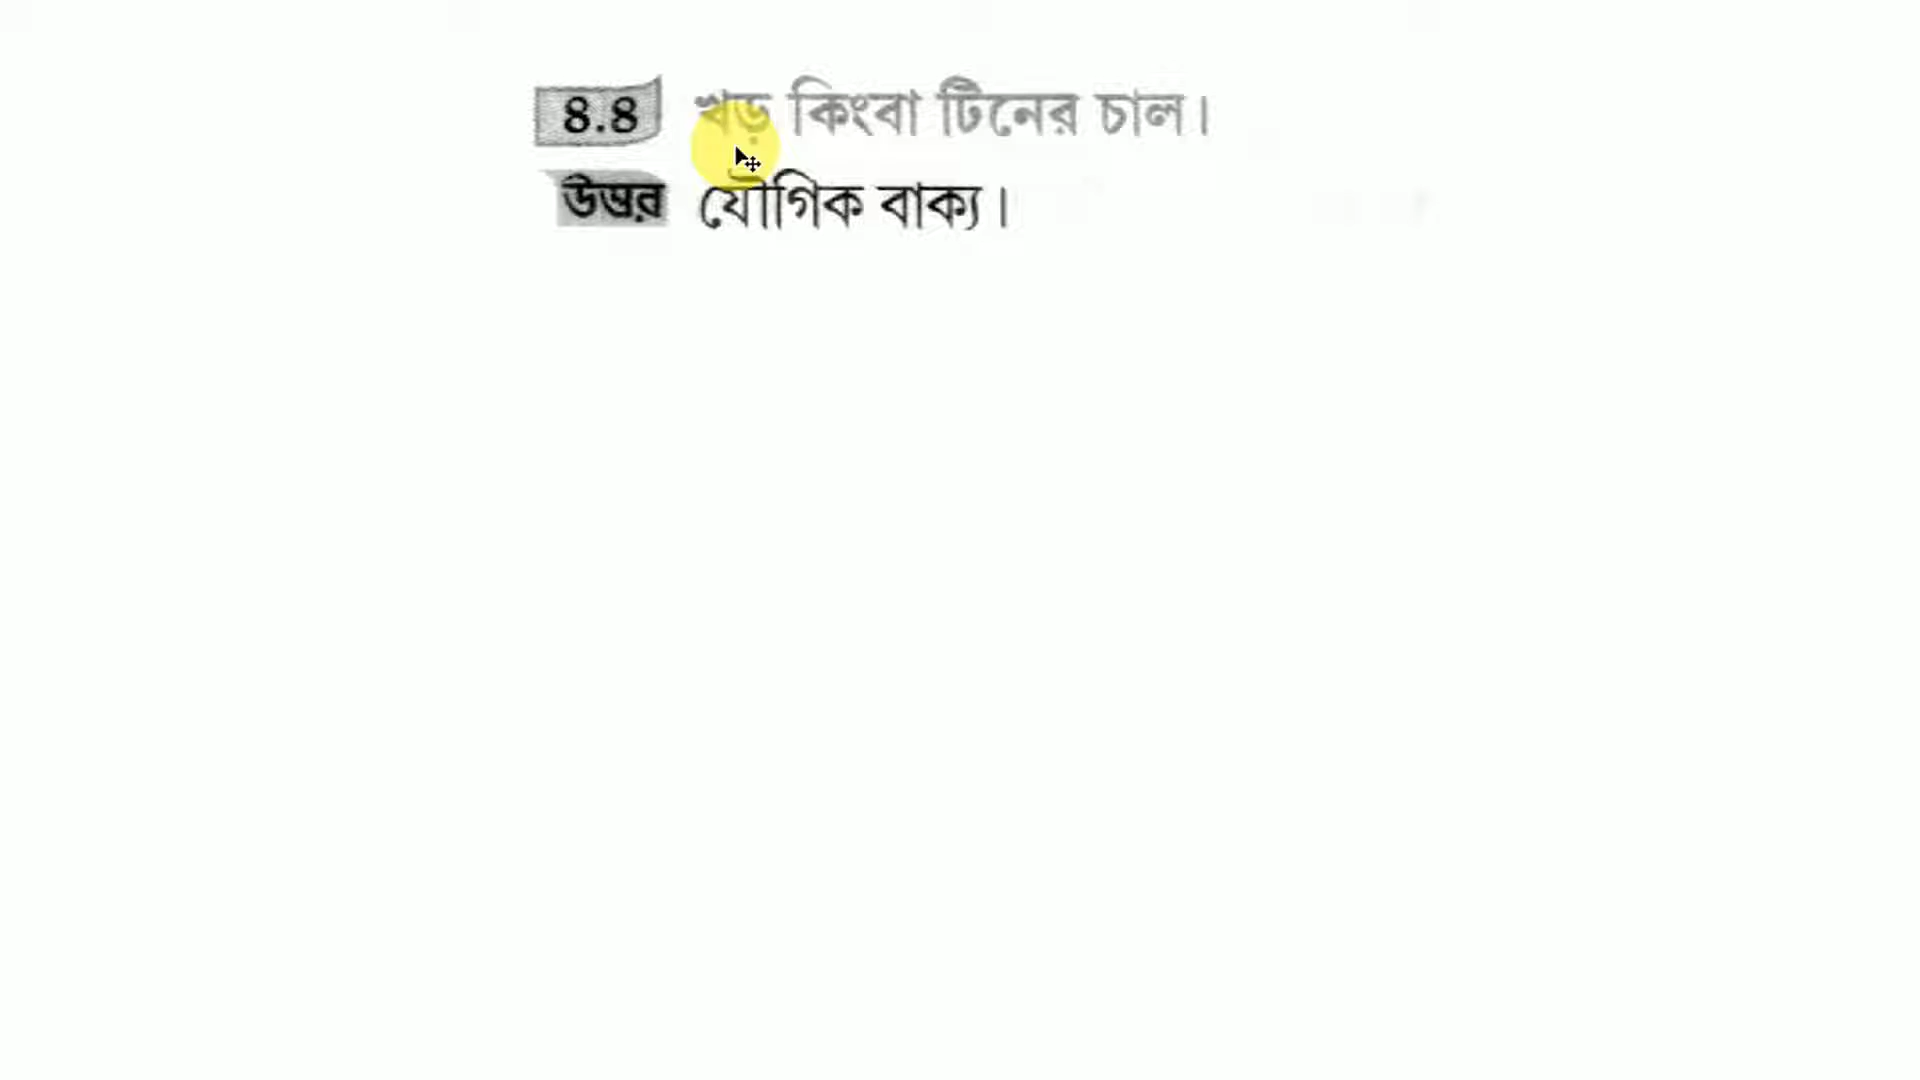 ৪.৪ খড় কিংবা টিনের চাল।
উত্তর যৌগিক বাক্য।